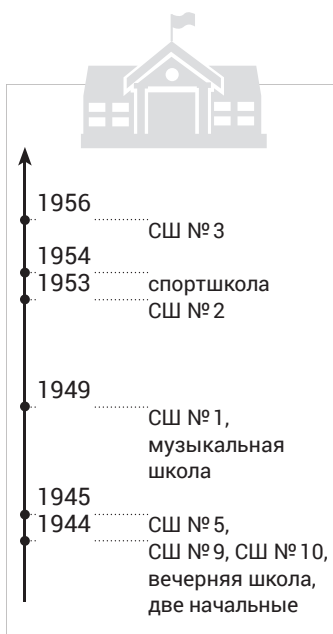 1956
СШ № 3
1954
1953
спортшкола
СШ № 2
1949
СШ № 1,
музыкальная
школа
1945
1944
СШ № 5,
СШ № 9, СШ № 10,
вечерняя школа,
две начальные